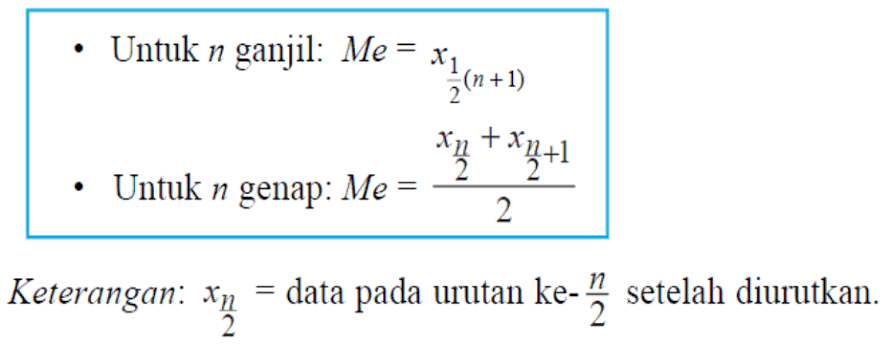 • Untuk n ganjil: Me = x_{\frac{1}{2}(n+1)}
• Untuk n genap: Me = \frac{x_{\frac{n}{2}} + x_{\frac{n}{2}+1}}{2}
Keterangan: x_{\frac{n}{2}} = data pada urutan ke-\frac{n}{2} setelah diurutkan.